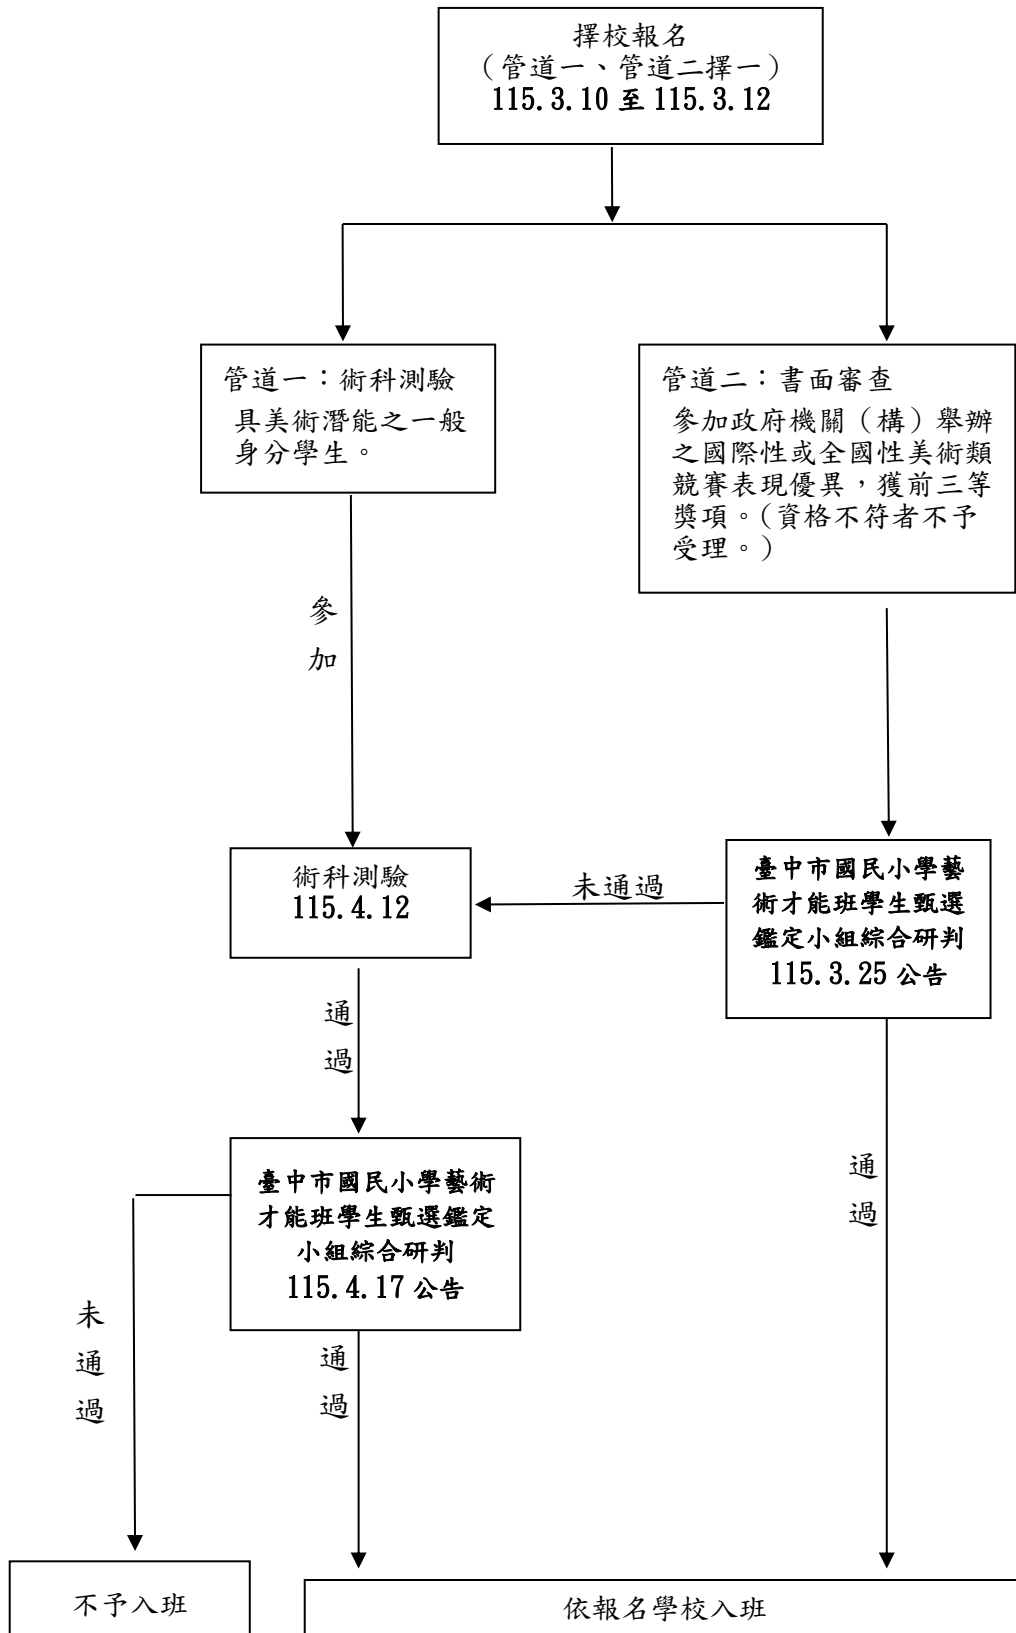 擇校報名
（管道一、管道二擇一）
115.3.10 至 115.3.12
管道一：術科測驗
具美術潛能之一般
身分學生。
管道二：書面審查
參加政府機關（構）舉辦
之國際性或全國性美術類
競賽表現優異，獲前三等
獎項。(資格不符者不予
受理。)
參
加
術科測驗
115.4.12
未通過
臺中市國民小學藝
術才能班學生甄選
鑑定小組綜合研判
115.3.25 公告
通
過
臺中市國民小學藝術
才能班學生甄選鑑定
小組綜合研判
115.4.17 公告
通
過
未
通
過
通
過
不予入班
依報名學校入班